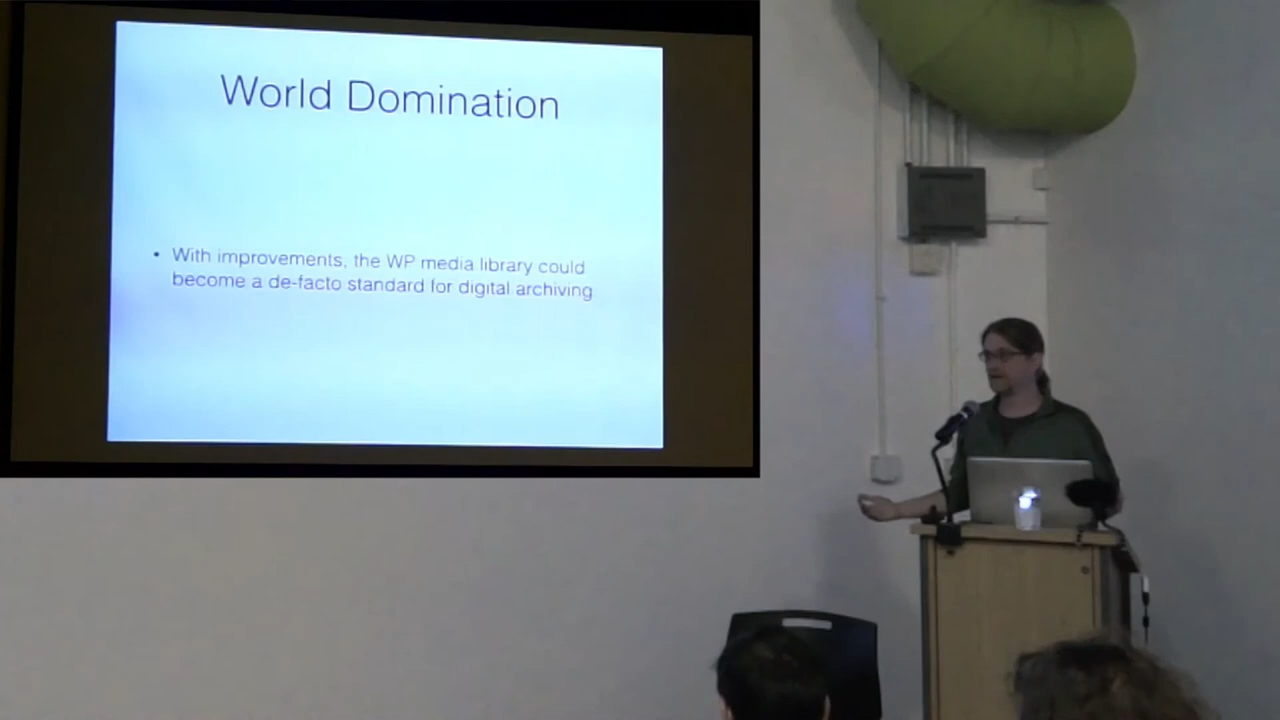 World Domination
• With improvements, the WP media library could
become a de-facto standard for digital archiving